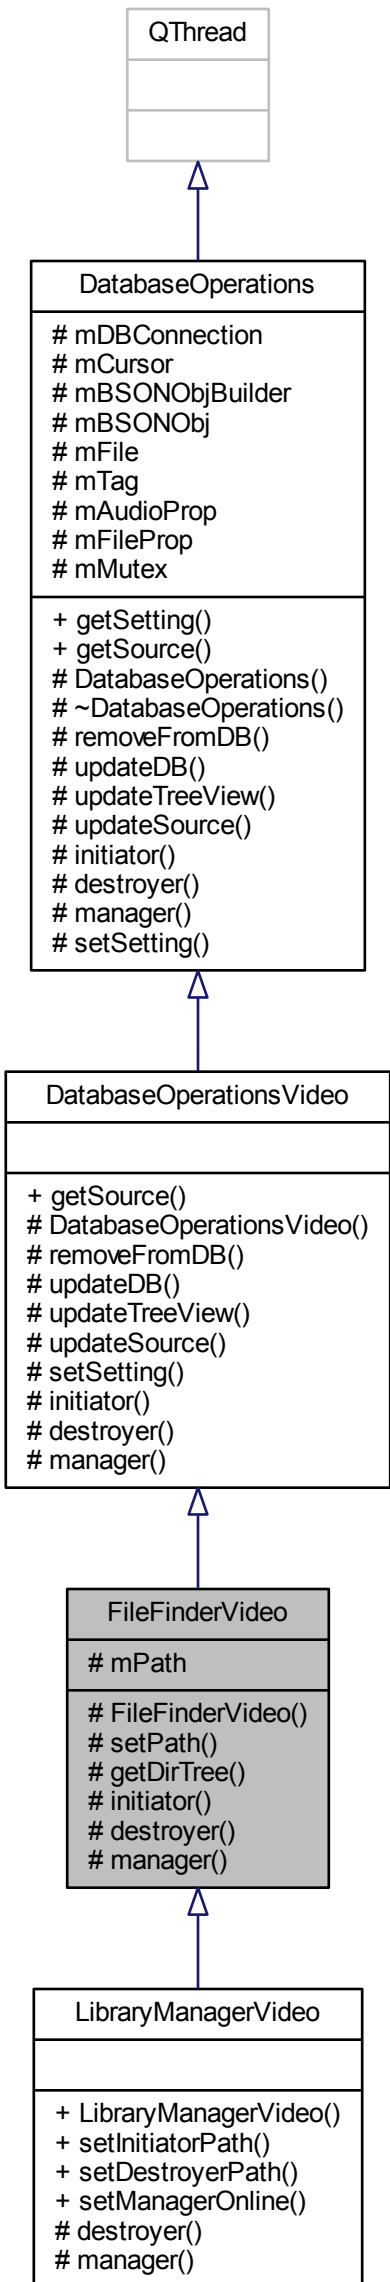 QThread
DatabaseOperations
# mDBConnection
# mCursor
# mBSONObjBuilder
# mBSONObj
# mFile
# mTag
# mAudioProp
# mFileProp
# mMutex
+ getSetting()
+ getSource()
# DatabaseOperations()
# ~DatabaseOperations()
# removeFromDB()
# updateDB()
# updateTreeView()
# updateSource()
# initiator()
# destroyer()
# manager()
# setSetting()
DatabaseOperationsVideo
+ getSource()
# DatabaseOperationsVideo()
# removeFromDB()
# updateDB()
# updateTreeView()
# updateSource()
# setSetting()
# initiator()
# destroyer()
# manager()
FileFinderVideo
# mPath
# FileFinderVideo()
# setPath()
# getDirTree()
# initiator()
# destroyer()
# manager()
LibraryManagerVideo
+ LibraryManagerVideo()
+ setInitiatorPath()
+ setDestroyerPath()
+ setManagerOnline()
# destroyer()
# manager()